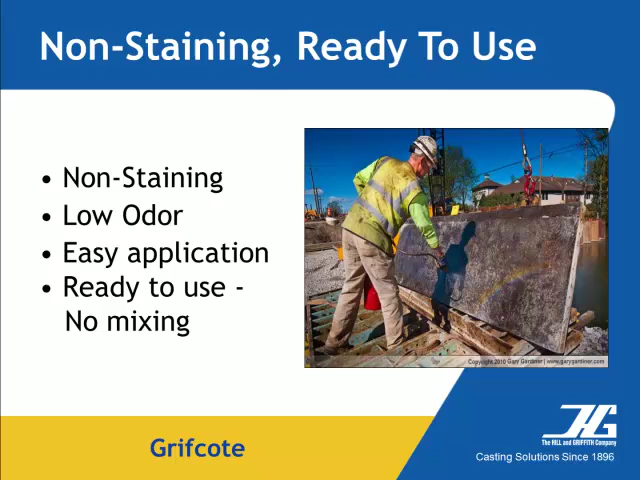 Non-Staining, Ready To Use
• Non-Staining
• Low Odor
• Easy application
• Ready to use -
No mixing
Copyright 2010 Gary Gardiner | www.garygardiner.com
HG
The HILL and GRIFFITH Company
Casting Solutions Since 1896
Grifcote